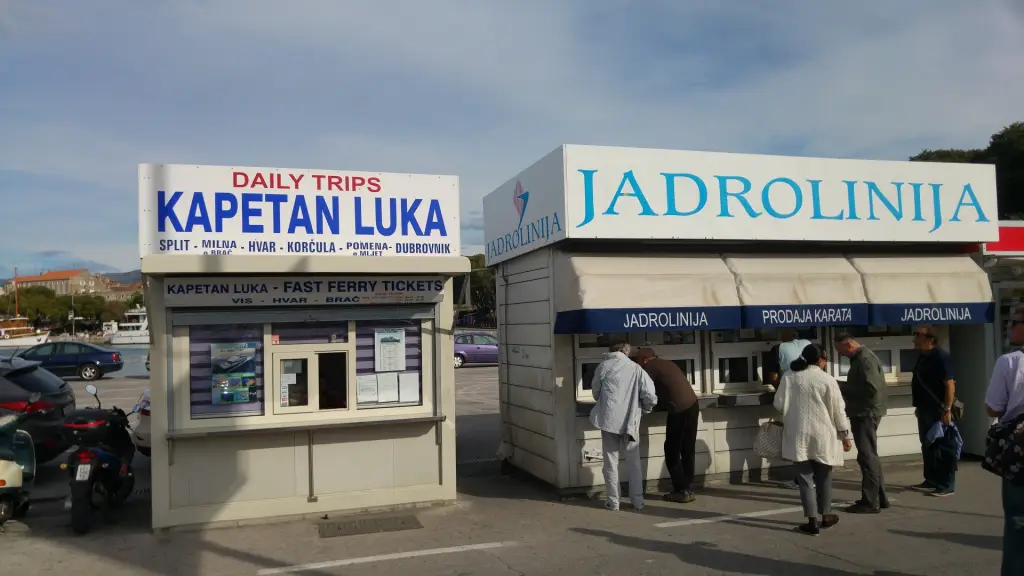 DAILY TRIPS
KAPETAN LUKA
SPLIT - MILNA - HVAR - KORČULA - POMENA - DUBROVNIK
o BRAČ o MLJET
KAPETAN LUKA - FAST FERRY TICKETS
VIS - HVAR - BRAČ
JADROLINIJA
JADROLINIJA
JADROLINIJA
PRODAJA KARATA
JADROLINIJA